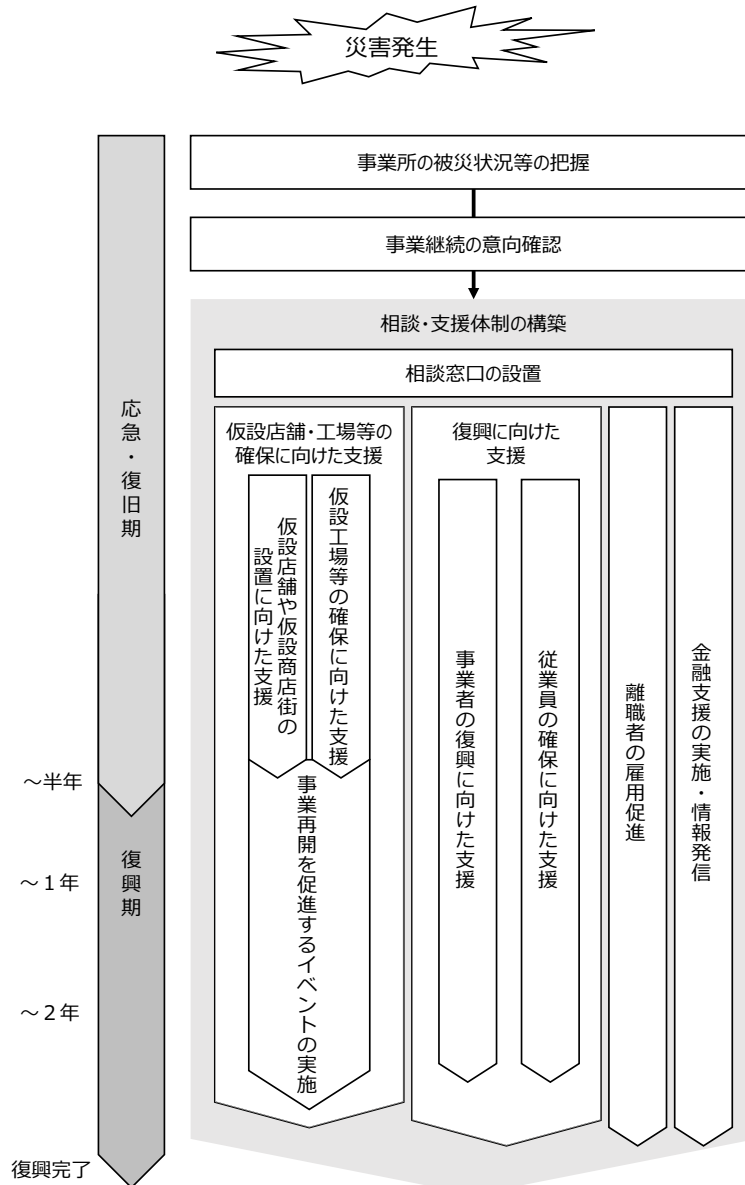 災害発生
事業所の被災状況等の把握
事業継続の意向確認
相談・支援体制の構築
相談窓口の設置
応急・復旧期
仮設店舗・工場等の
確保に向けた支援
仮設店舗や仮設商店街の
設置に向けた支援
仮設工場等の確保に向けた支援
事業再開を促進するイベントの実施
復興に向けた
支援
事業者の復興に向けた支援
従業員の確保に向けた支援
離職者の雇用促進
金融支援の実施・情報発信
～半年
復興期
～1年
～2年
復興完了